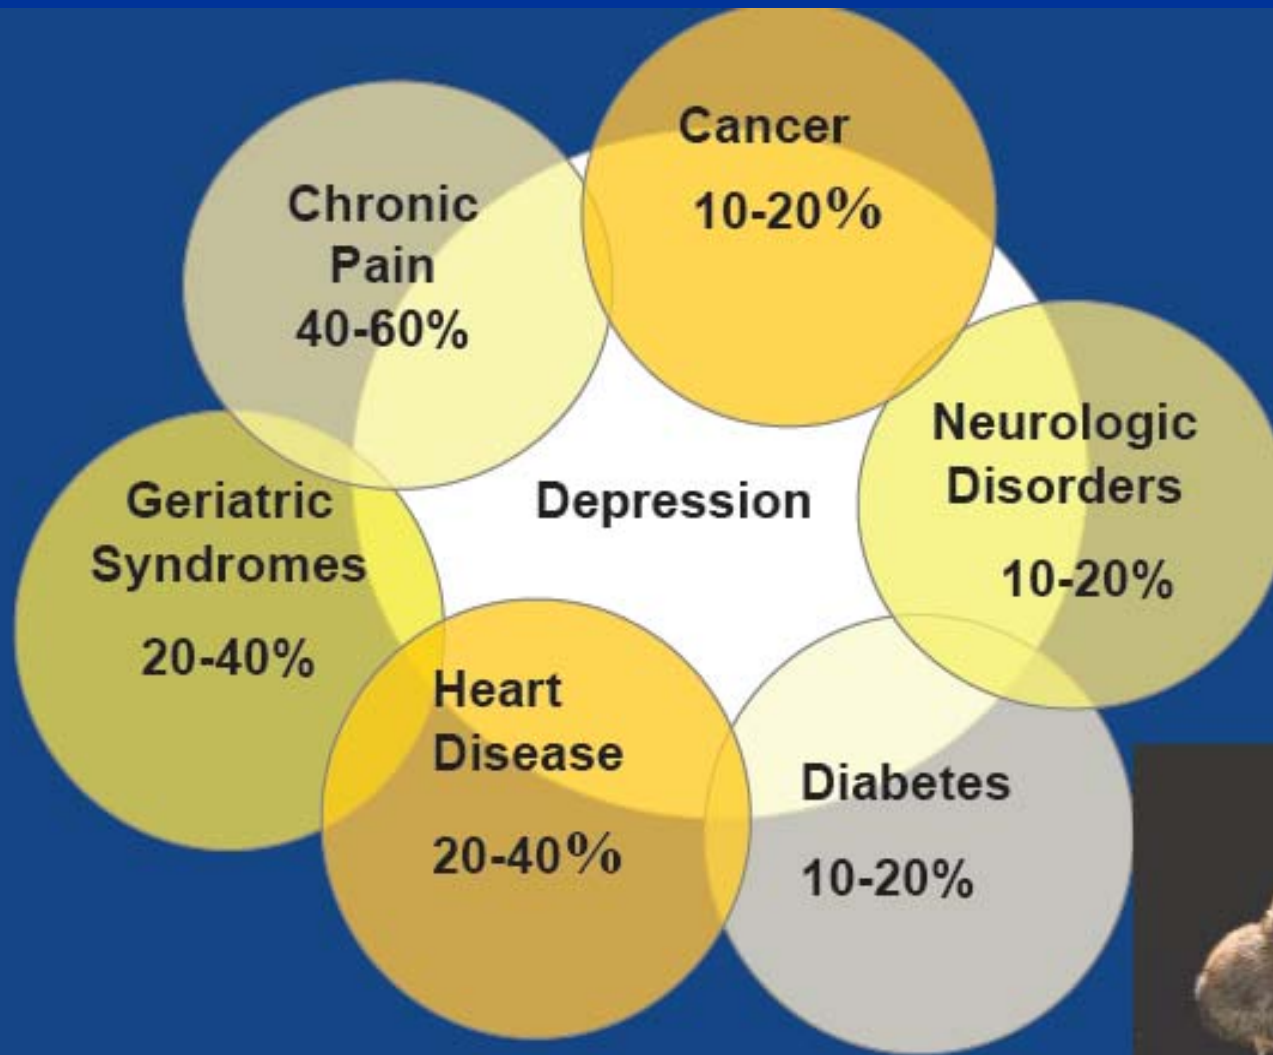 Cancer
10-20%
Chronic
Pain
40-60%
Neurologic
Disorders
10-20%
Depression
Geriatric
Syndromes
20-40%
Heart
Disease
20-40%
Diabetes
10-20%